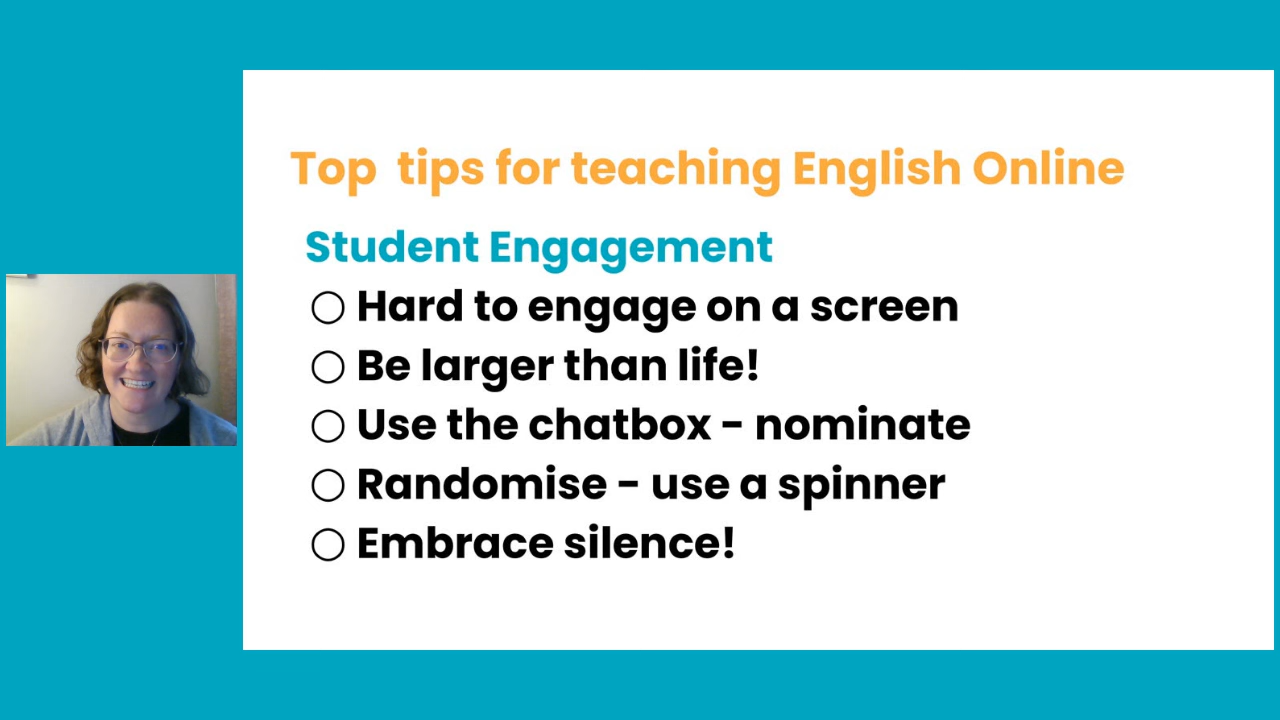 Top tips for teaching English Online
Student Engagement
Hard to engage on a screen
Be larger than life!
Use the chatbox - nominate
Randomise - use a spinner
Embrace silence!